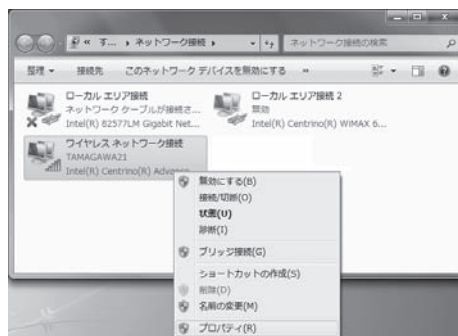 « す... ▸ ネットワーク接続 ▸
ネットワーク接続の検索
整理 ▾ 接続先 このネットワーク デバイスを無効にする »
ローカル エリア接続
ネットワーク ケーブルが接続さ...
Intel(R) 82577LM Gigabit Net...
ローカル エリア接続 2
無効
Intel(R) Centrino(R) WiMAX 6...
ワイヤレス ネットワーク接続
TAMAGAWA21
Intel(R) Centrino(R) Advance
無効にする(B)
接続/切断(O)
状態(U)
診断(I)
ブリッジ接続(G)
ショートカットの作成(S)
削除(D)
名前の変更(M)
プロパティ(R)